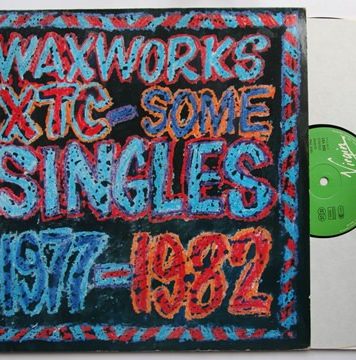 WAXWORKS
XTC-SOME
SINGLES
1977-1982
Virgin